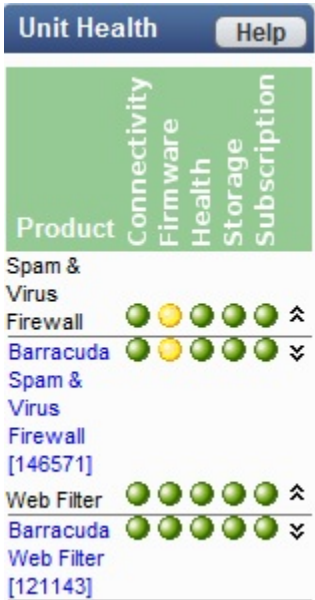 Unit Health Help
Product Connectivity Firmware Health Storage Subscription
Spam &
Virus
Firewall
Barracuda
Spam &
Virus
Firewall
[146571]
Web Filter
Barracuda
Web Filter
[121143]